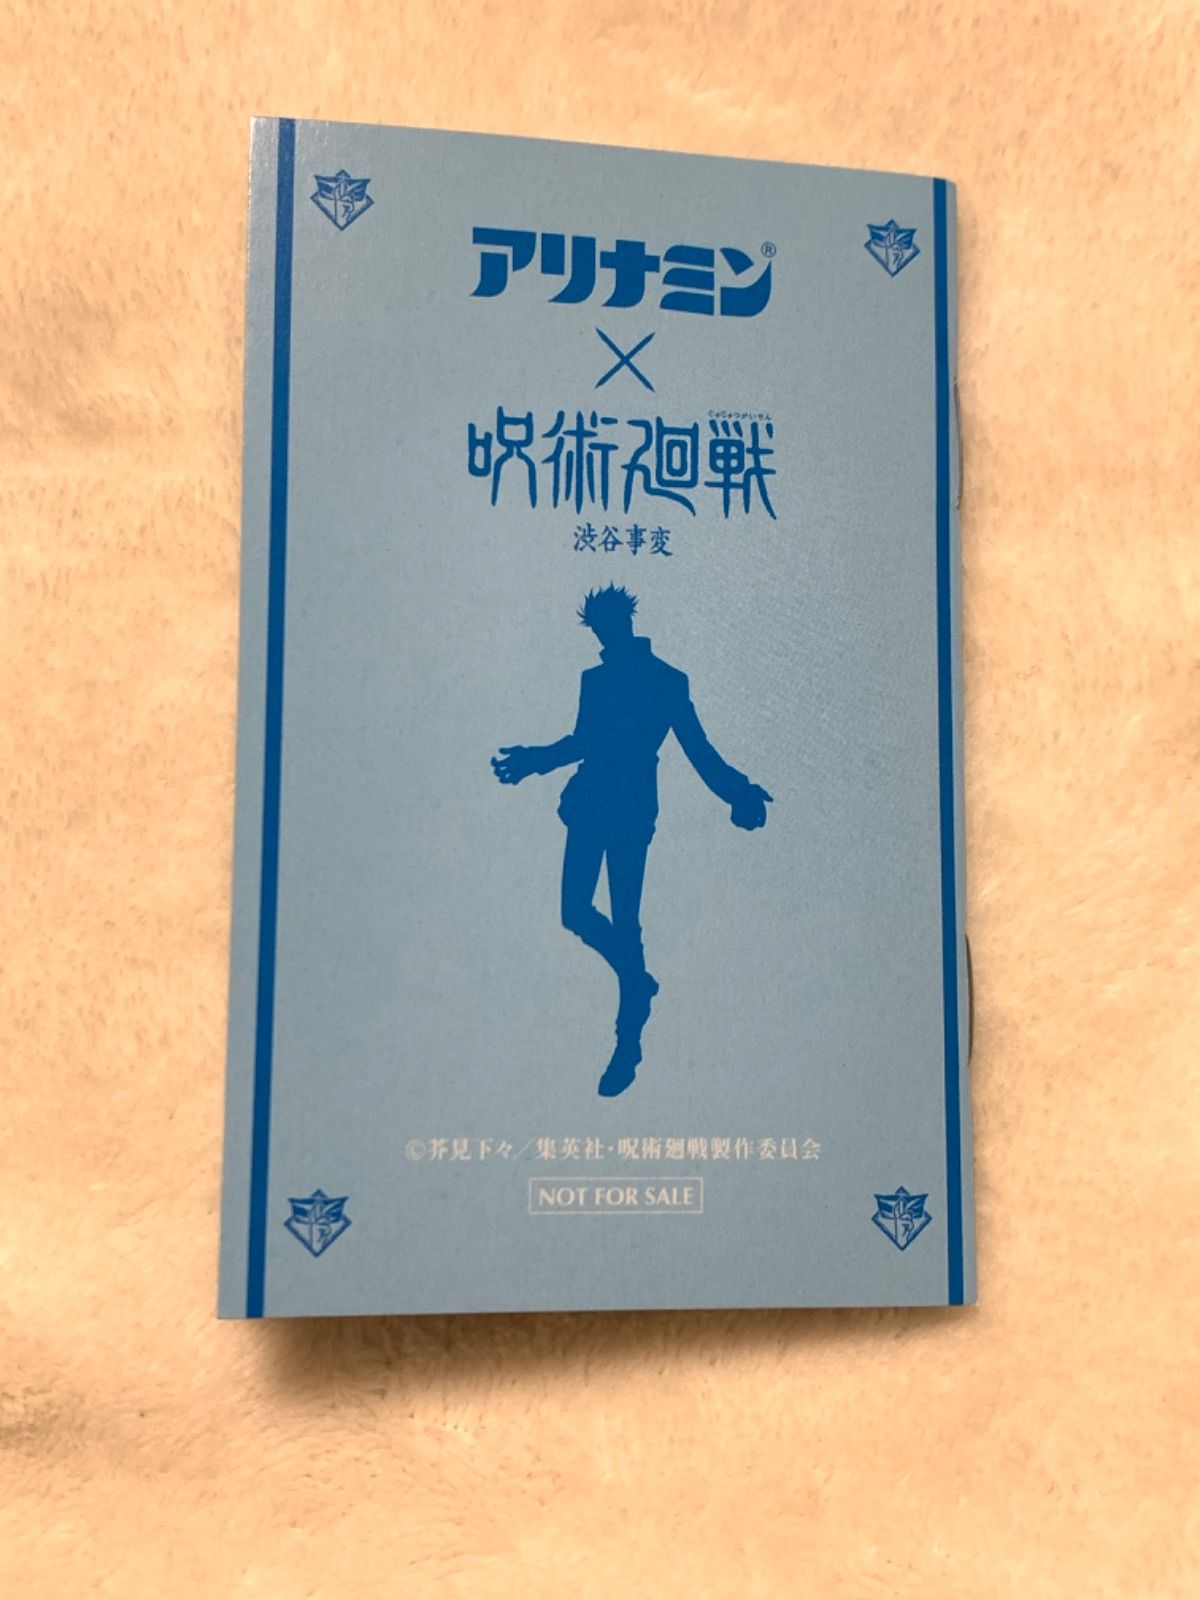 アリナミン®
×
じゅじゅつかいせん
呪術廻戦
渋谷事変
©芥見下々／集英社・呪術廻戦製作委員会
NOT FOR SALE